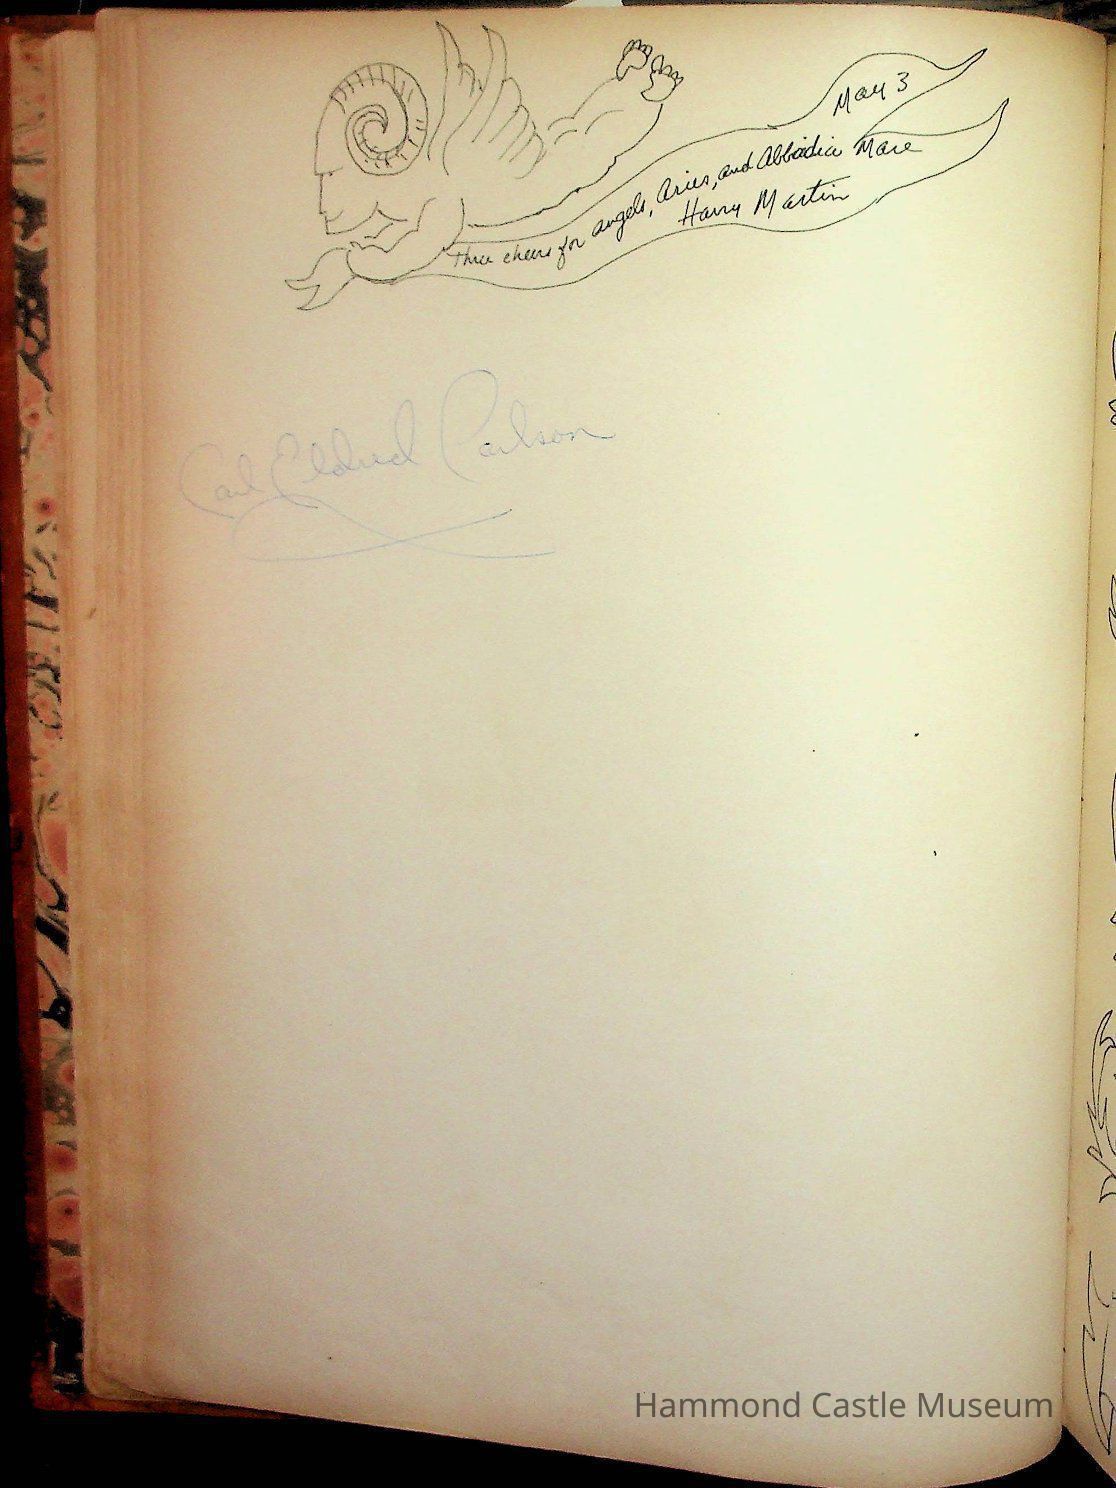 May 3
Three cheers for angels, Aries, and Abbadia Mare
Harry Martin
Carl Eldred Carlson
Hammond Castle Museum